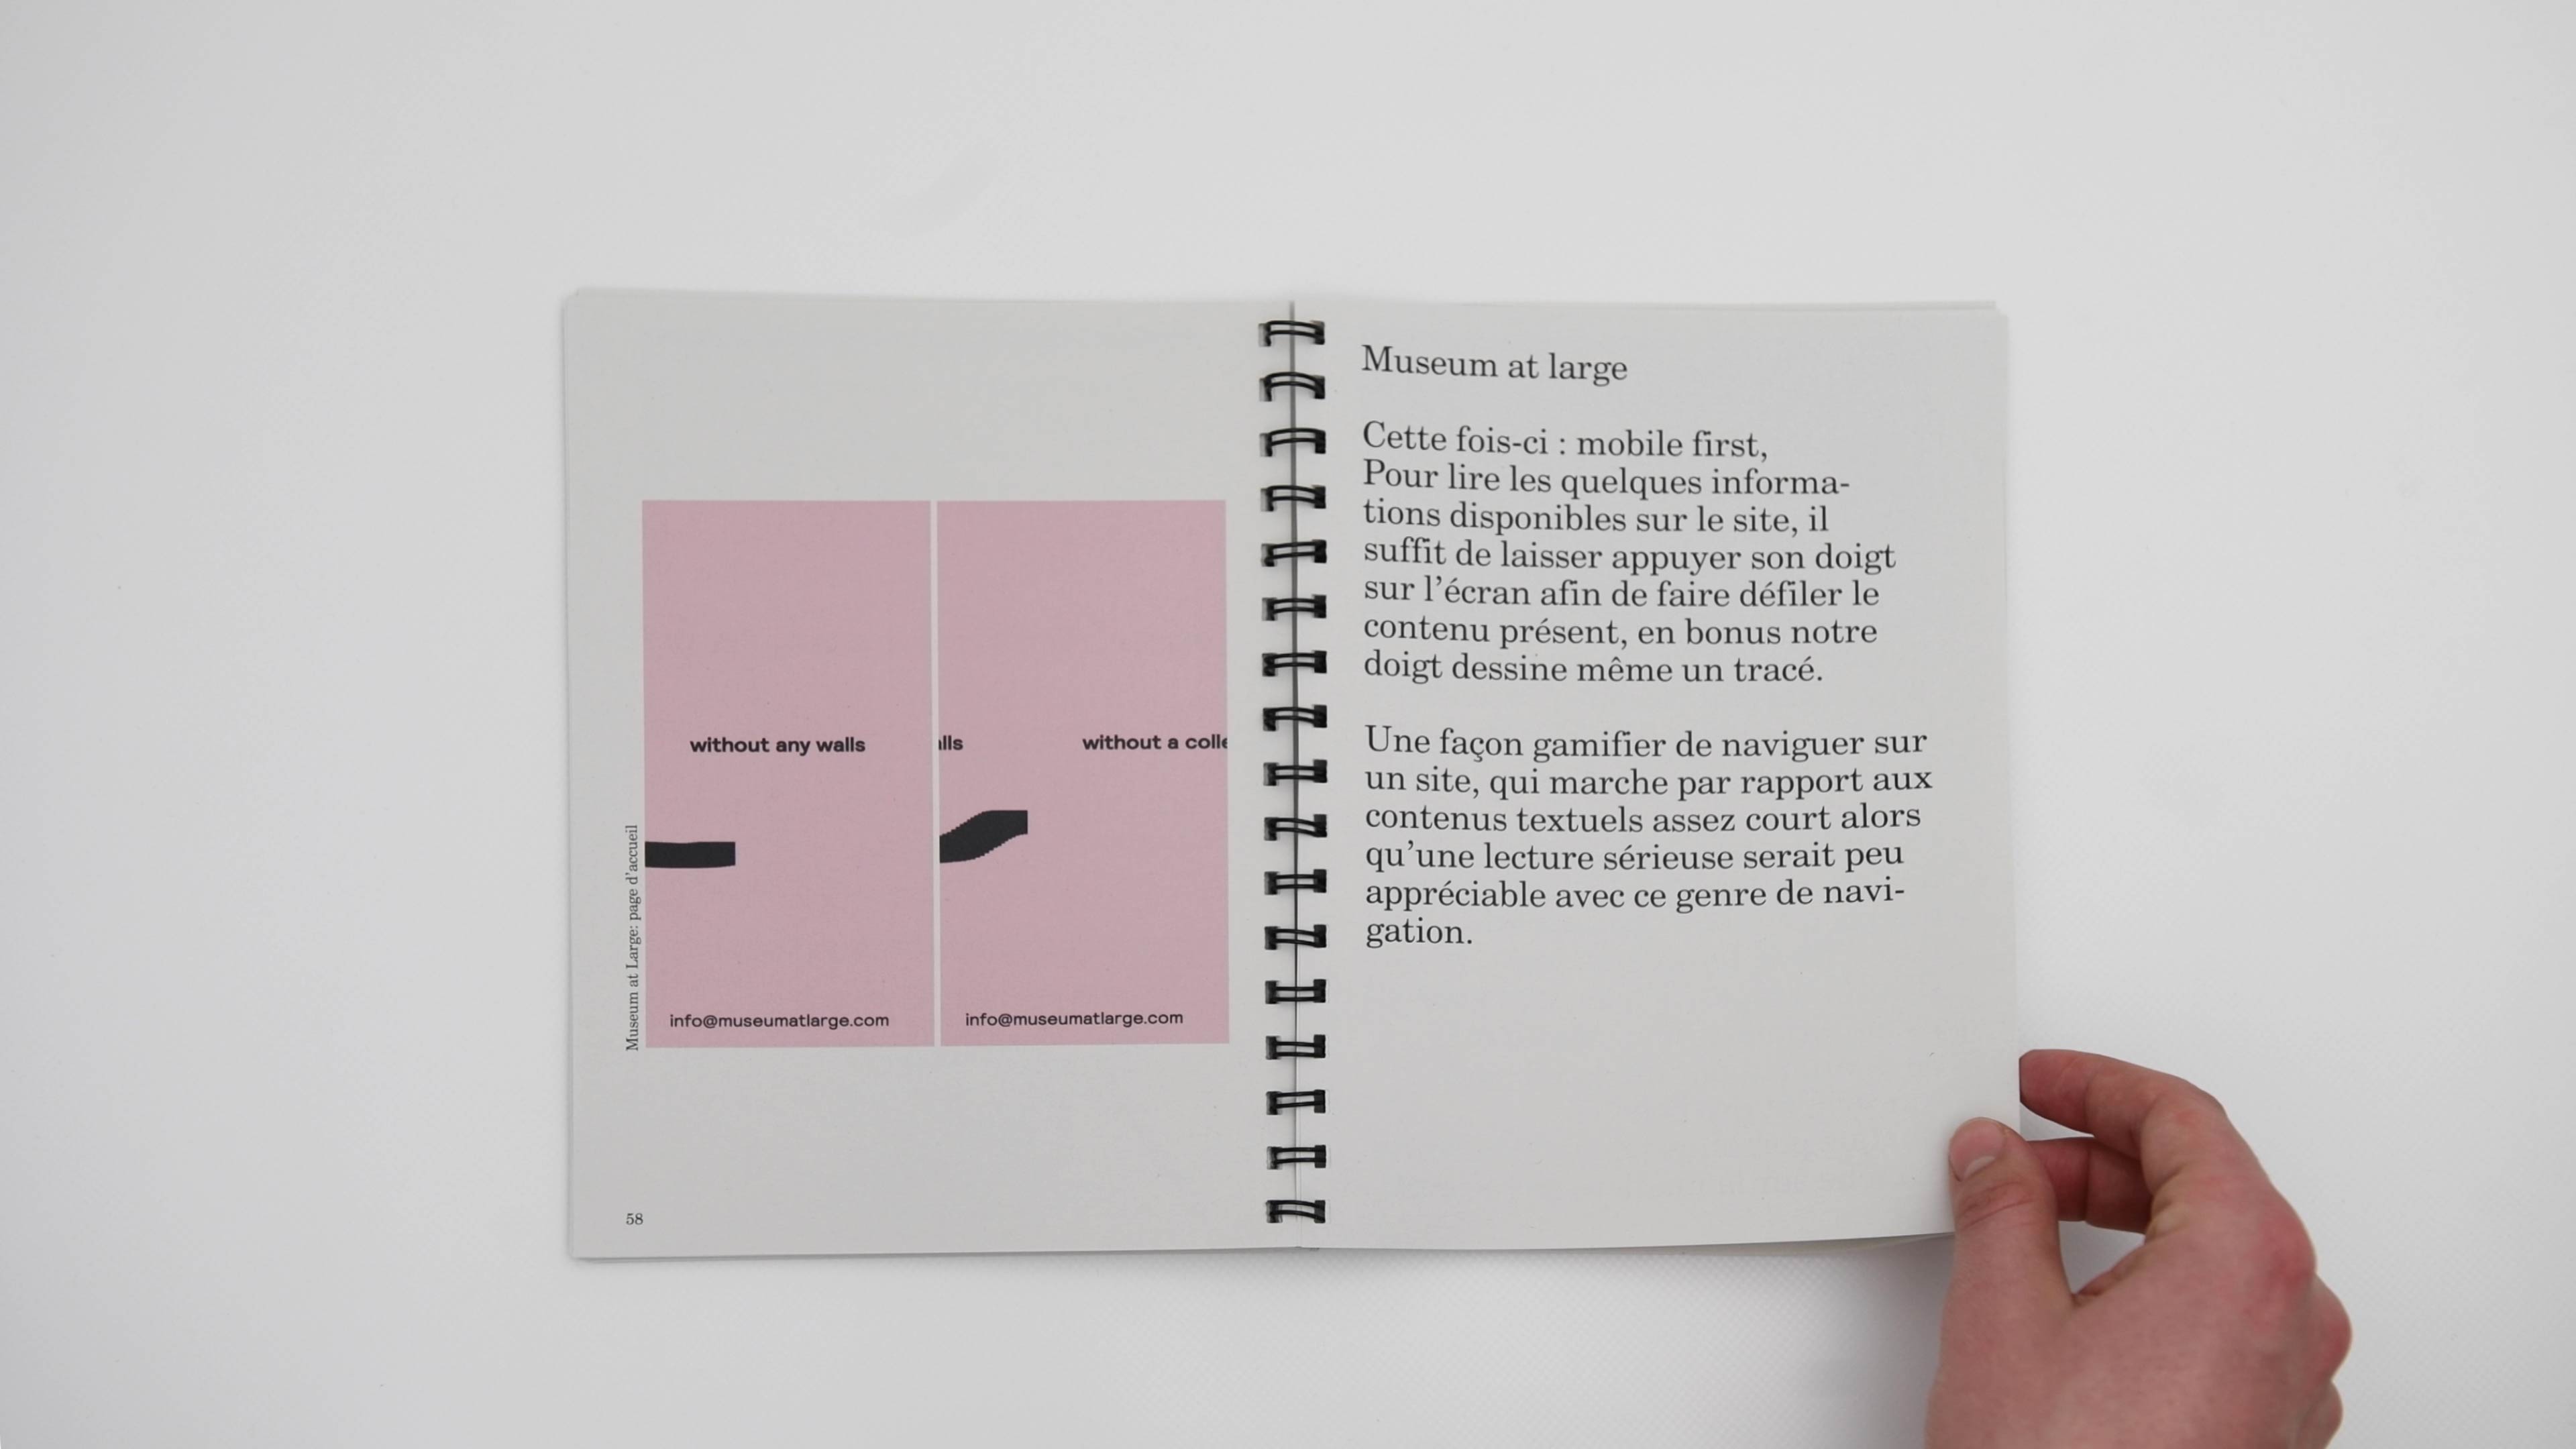 Museum at Large: page d'accueil
without any walls
info@museumatlarge.com
lls
without a colle
info@museumatlarge.com
58
Museum at large
Cette fois-ci : mobile first,
Pour lire les quelques informa-
tions disponibles sur le site, il
suffit de laisser appuyer son doigt
sur l'écran afin de faire défiler le
contenu présent, en bonus notre
doigt dessine même un tracé.
Une façon gamifier de naviguer sur
un site, qui marche par rapport aux
contenus textuels assez court alors
qu'une lecture sérieuse serait peu
appréciable avec ce genre de navi-
gation.